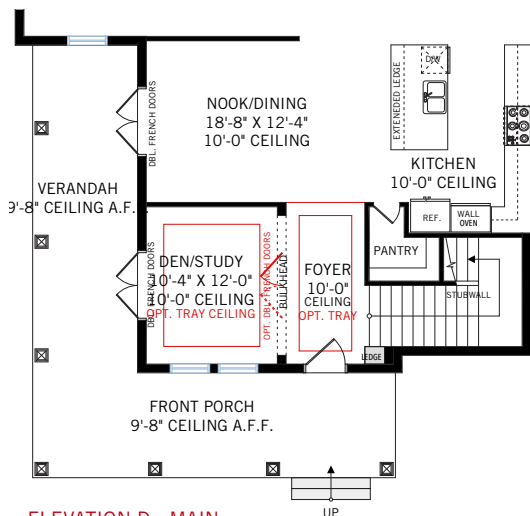 D/W
EXTENEDED LEDGE
NOOK/DINING
18'-8" X 12'-4"
10'-0" CEILING
DBL. FRENCH DOORS
KITCHEN
10'-0" CEILING
VERANDAH
9'-8" CEILING A.F.F.
REF.
WALL
OVEN
PANTRY
DEN/STUDY
10'-4" X 12'-0"
10'-0" CEILING
OPT. TRAY CEILING
DBL. FRENCH DOORS
OPT. DBL. FRENCH DOORS
BULKHEAD
FOYER
10'-0"
CEILING
OPT. TRAY
STUBWALL
LEDGE
FRONT PORCH
9'-8" CEILING A.F.F.
UP
ELEVATION D - MAIN